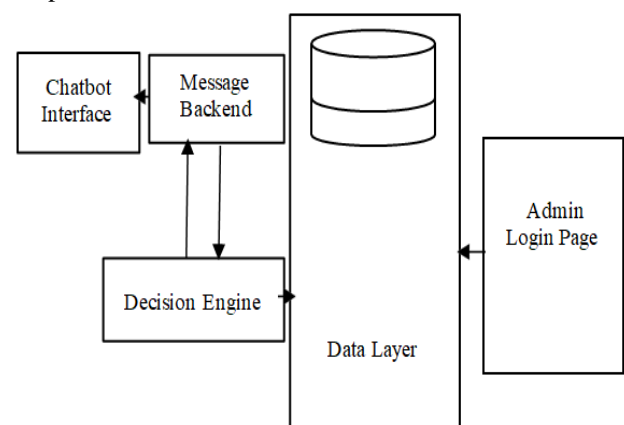 Chatbot
Interface
Message
Backend
Decision Engine
Data Layer
Admin
Login Page